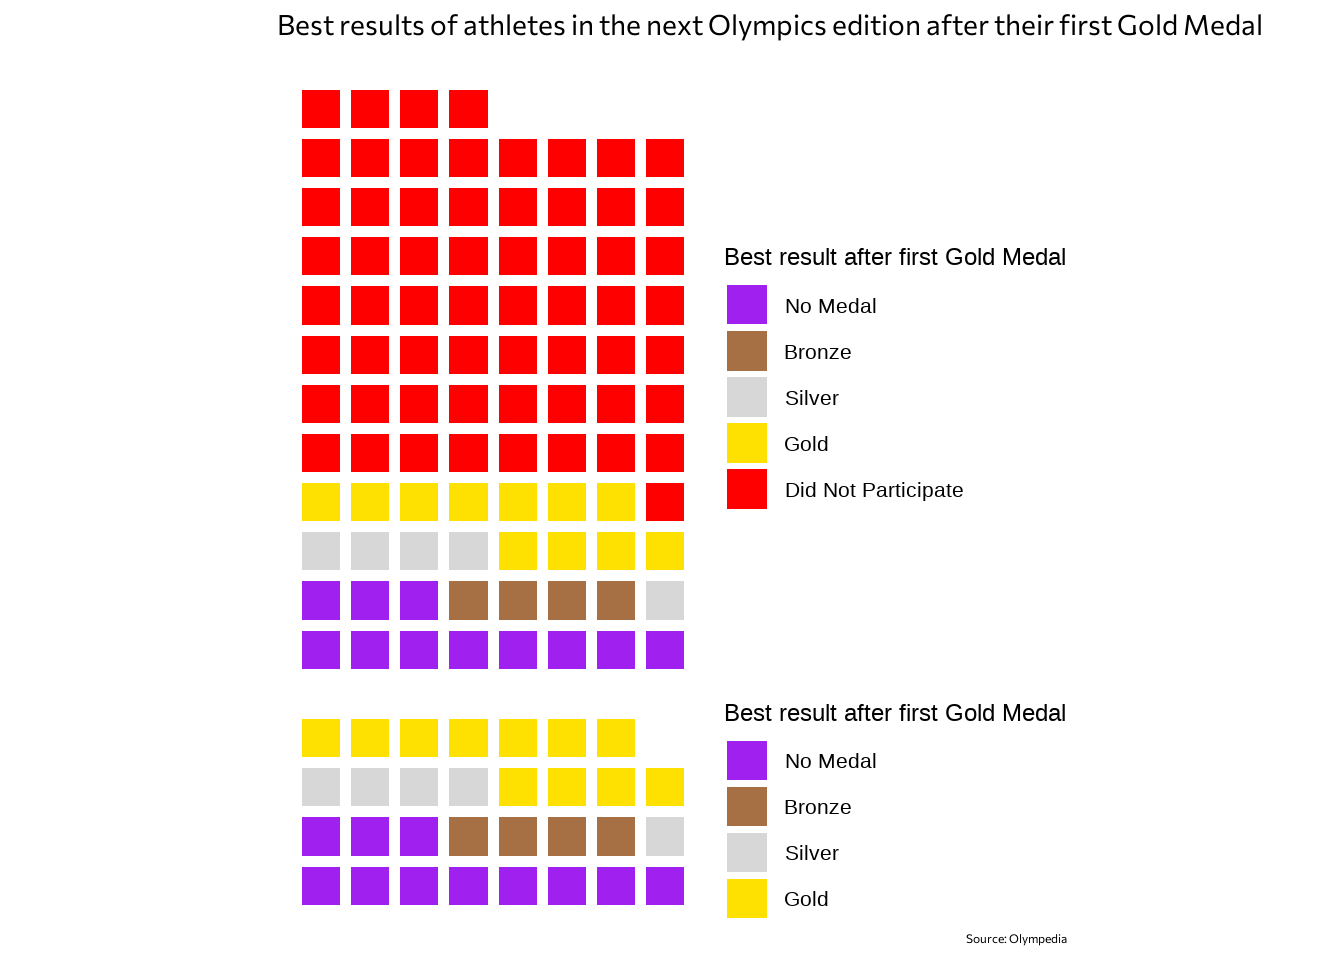 Best results of athletes in the next Olympics edition after their first Gold Medal
Best result after first Gold Medal
No Medal
Bronze
Silver
Gold
Did Not Participate
Best result after first Gold Medal
No Medal
Bronze
Silver
Gold
Source: Olympedia